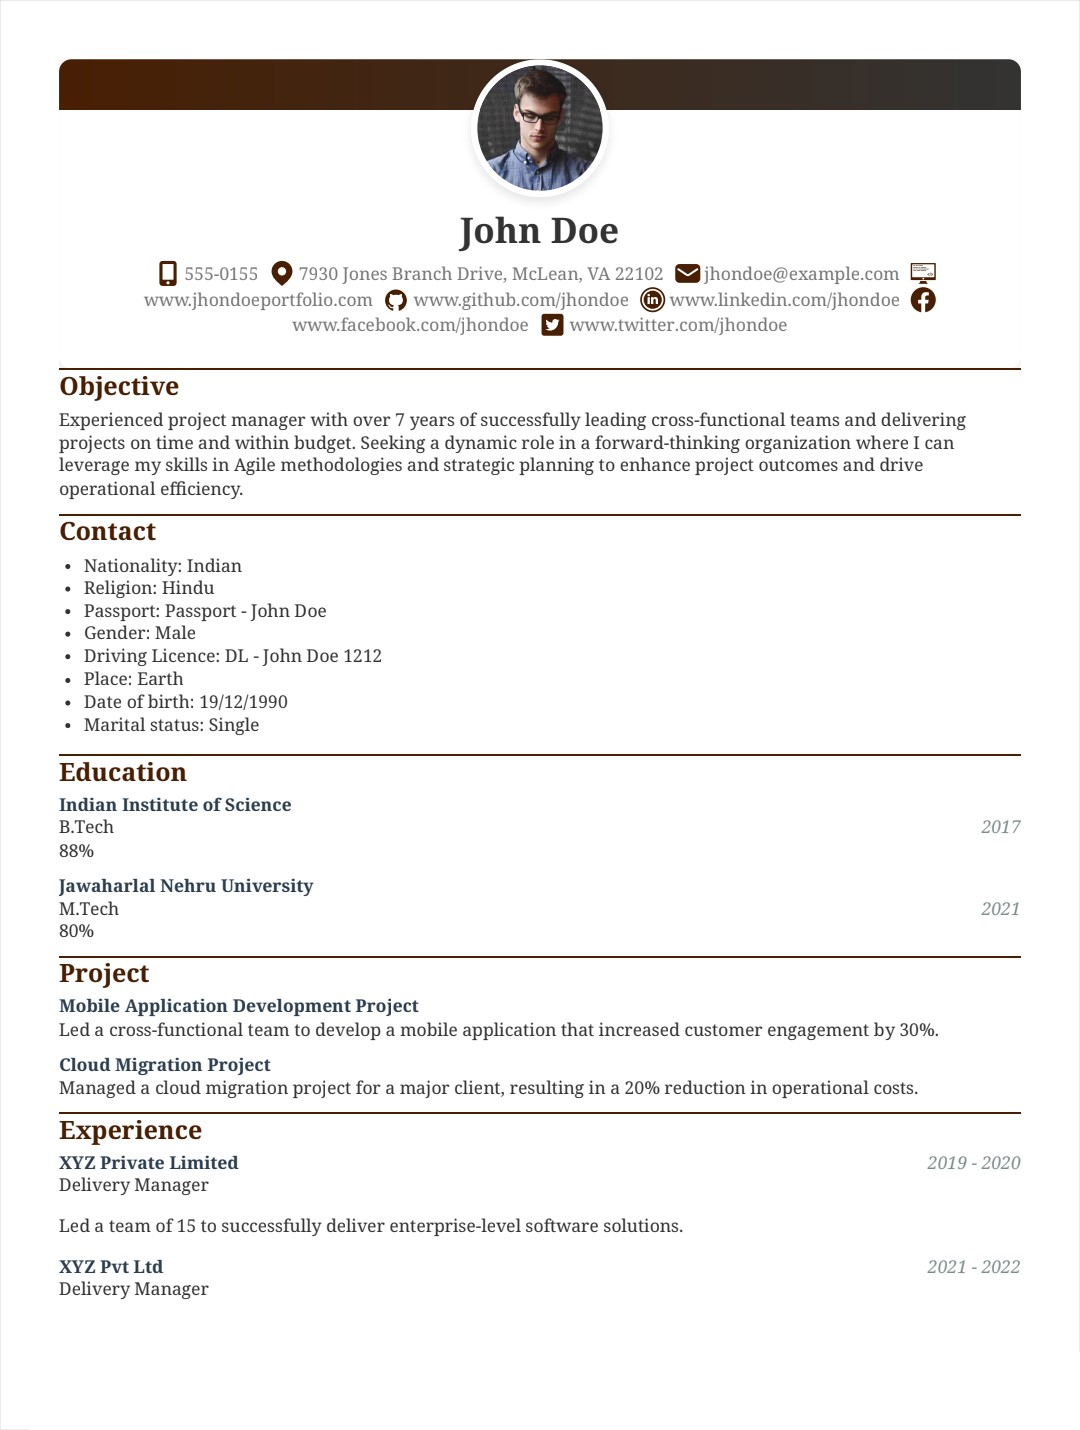 John Doe
555-0155 7930 Jones Branch Drive, McLean, VA 22102 jhondoe@example.com
www.jhondoeportfolio.com www.github.com/jhondoe www.linkedin.com/jhondoe
www.facebook.com/jhondoe www.twitter.com/jhondoe
Objective
Experienced project manager with over 7 years of successfully leading cross-functional teams and delivering
projects on time and within budget. Seeking a dynamic role in a forward-thinking organization where I can
leverage my skills in Agile methodologies and strategic planning to enhance project outcomes and drive
operational efficiency.
Contact
• Nationality: Indian
• Religion: Hindu
• Passport: Passport - John Doe
• Gender: Male
• Driving Licence: DL - John Doe 1212
• Place: Earth
• Date of birth: 19/12/1990
• Marital status: Single
Education
Indian Institute of Science
B.Tech 2017
88%
Jawaharlal Nehru University
M.Tech 2021
80%
Project
Mobile Application Development Project
Led a cross-functional team to develop a mobile application that increased customer engagement by 30%.
Cloud Migration Project
Managed a cloud migration project for a major client, resulting in a 20% reduction in operational costs.
Experience
XYZ Private Limited 2019 - 2020
Delivery Manager
Led a team of 15 to successfully deliver enterprise-level software solutions.
XYZ Pvt Ltd 2021 - 2022
Delivery Manager